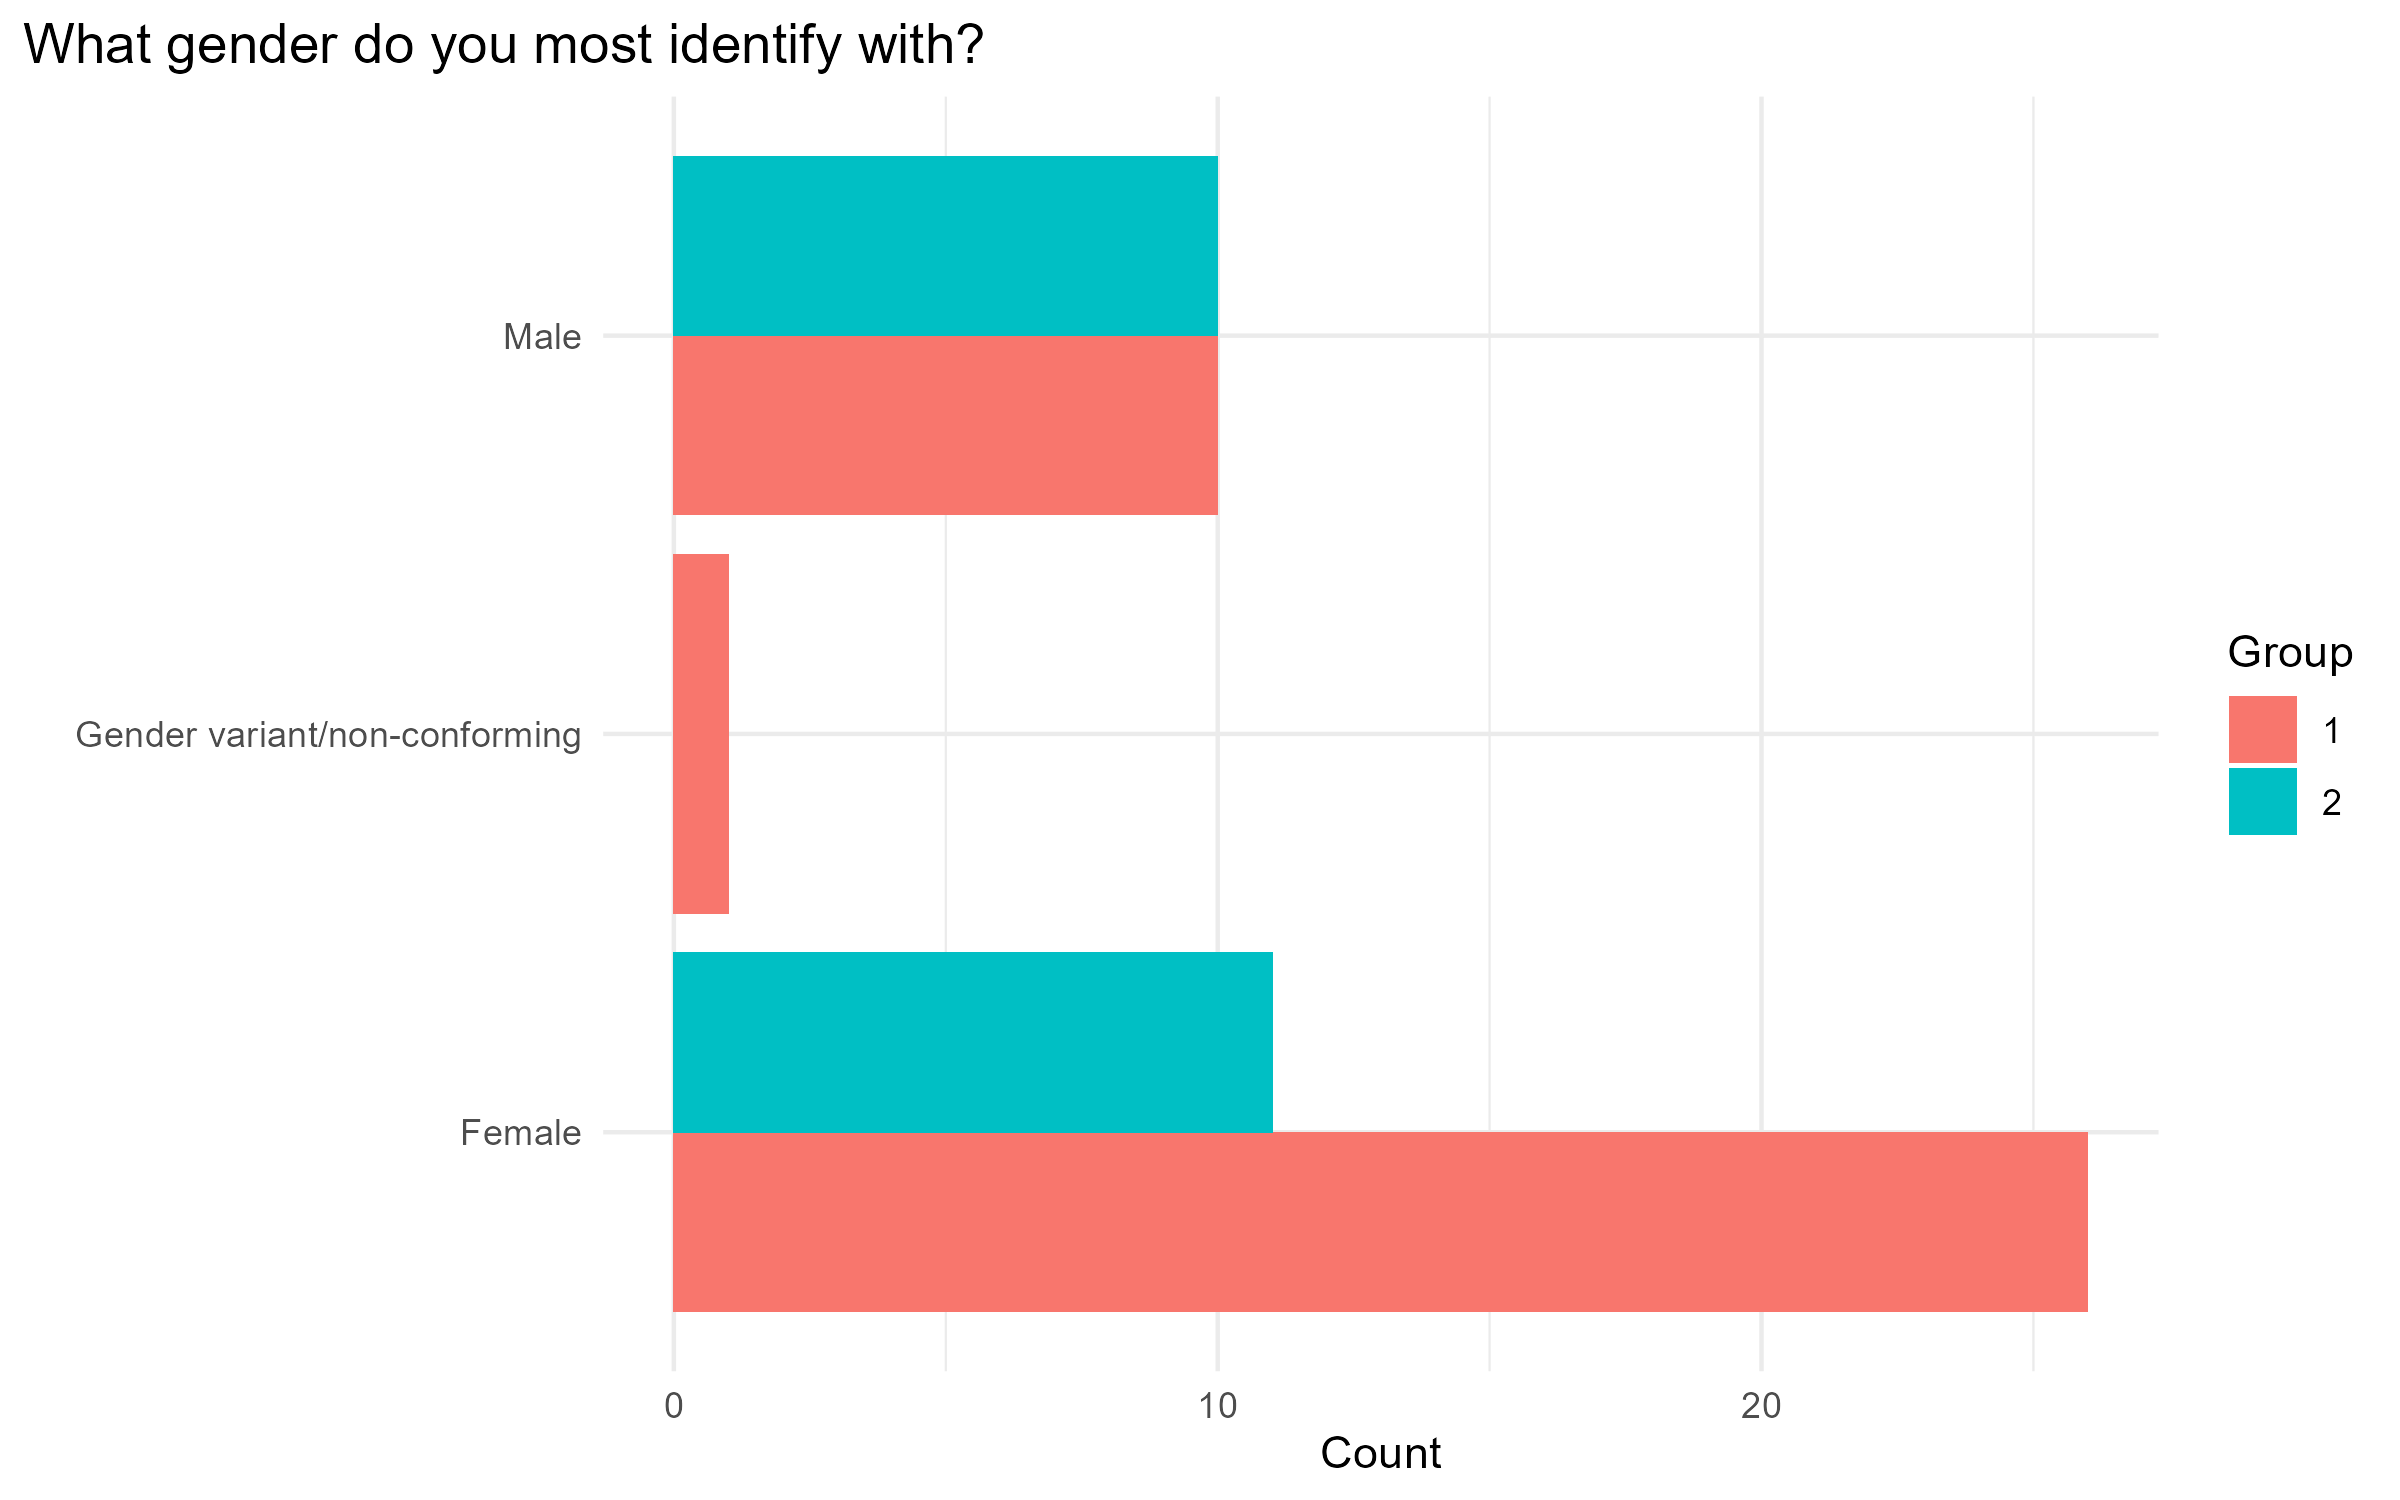 What gender do you most identify with?
Male
Gender variant/non-conforming
Female
0 10 20
Count
Group
1
2